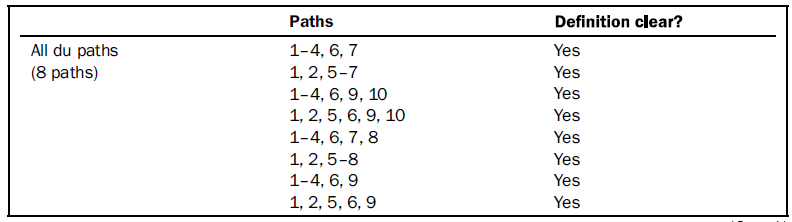 Paths Definition clear?
All du paths 1–4, 6, 7 Yes
(8 paths) 1, 2, 5–7 Yes
1–4, 6, 9, 10 Yes
1, 2, 5, 6, 9, 10 Yes
1–4, 6, 7, 8 Yes
1, 2, 5–8 Yes
1–4, 6, 9 Yes
1, 2, 5, 6, 9 Yes